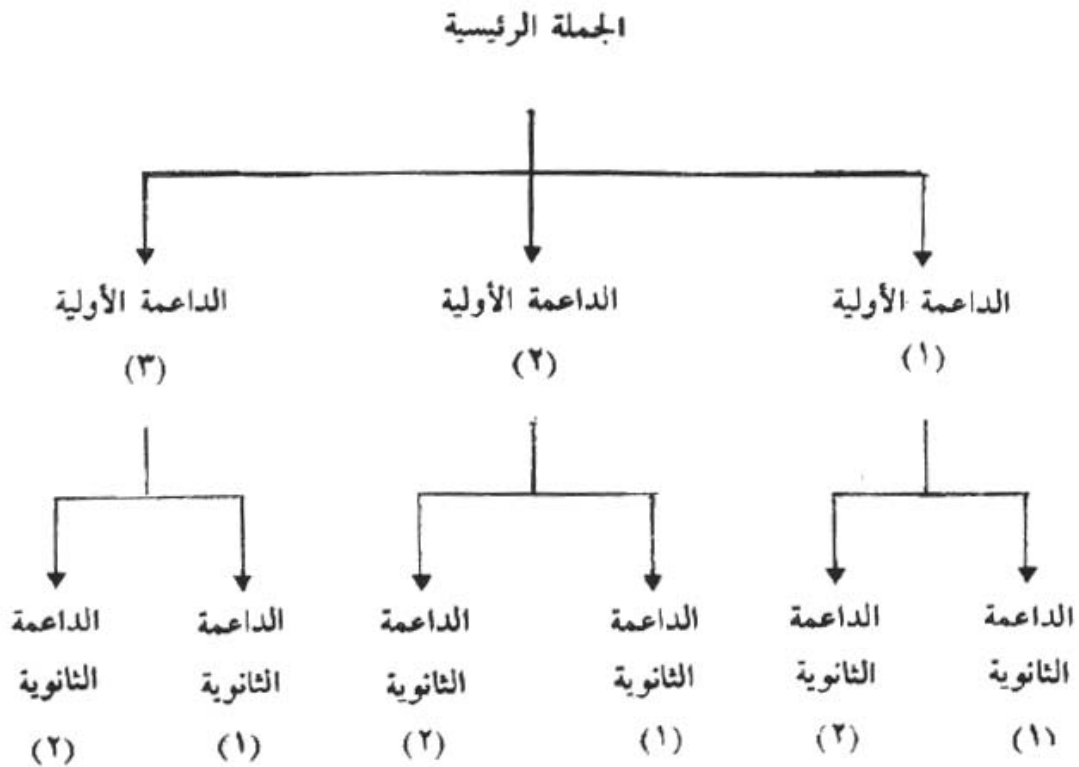 الجملة الرئيسية
الداعمة الأولية
(١)
الداعمة الأولية
(٢)
الداعمة الأولية
(٣)
الداعمة
الثانوية
(١)
الداعمة
الثانوية
(٢)
الداعمة
الثانوية
(١)
الداعمة
الثانوية
(٢)
الداعمة
الثانوية
(١)
الداعمة
الثانوية
(٢)